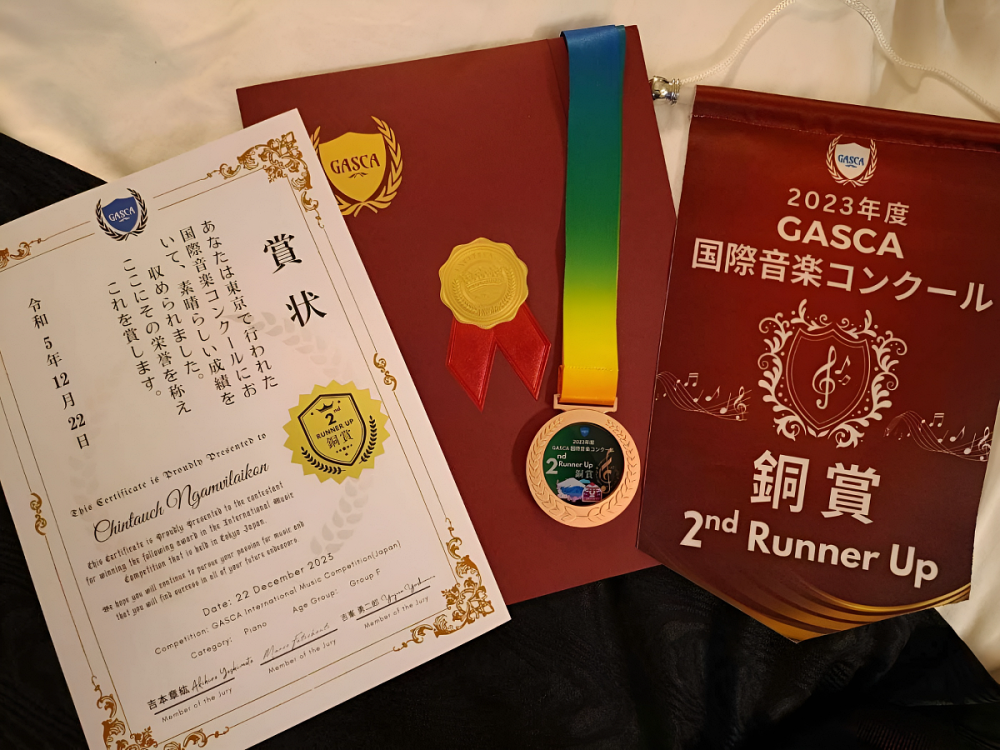 GASCA
賞状
あなたは東京で行われた
国際音楽コンクールにお
いて、素晴らしい成績を
収められました。
ここにその栄誉を称え
これを賞します。
令和5年12月22日
2nd
RUNNER UP
銅賞
This Certificate is Proudly Presented to
Chintauch Ngamvilaikon
This Certificate is Proudly Presented to the contestant
for winning the following award in the International Music
Competition that is held in Tokyo Japan.
We hope you will continue to persue your passion for music and
that you will find success in all of your future endeavors.
Date: 22 December 2023
Competition: GASCA International Music Competition(Japan)
Category: Piano Age Group: Group F
吉本章紘
Member of the Jury
Member of the Jury
吉峯勇二郎
Member of the Jury
GASCA
2023年度
GASCA 国際音楽コンクール
2nd
Runner Up
銅賞
GASCA
2023年度
GASCA
国際音楽コンクール
銅賞
2nd Runner Up